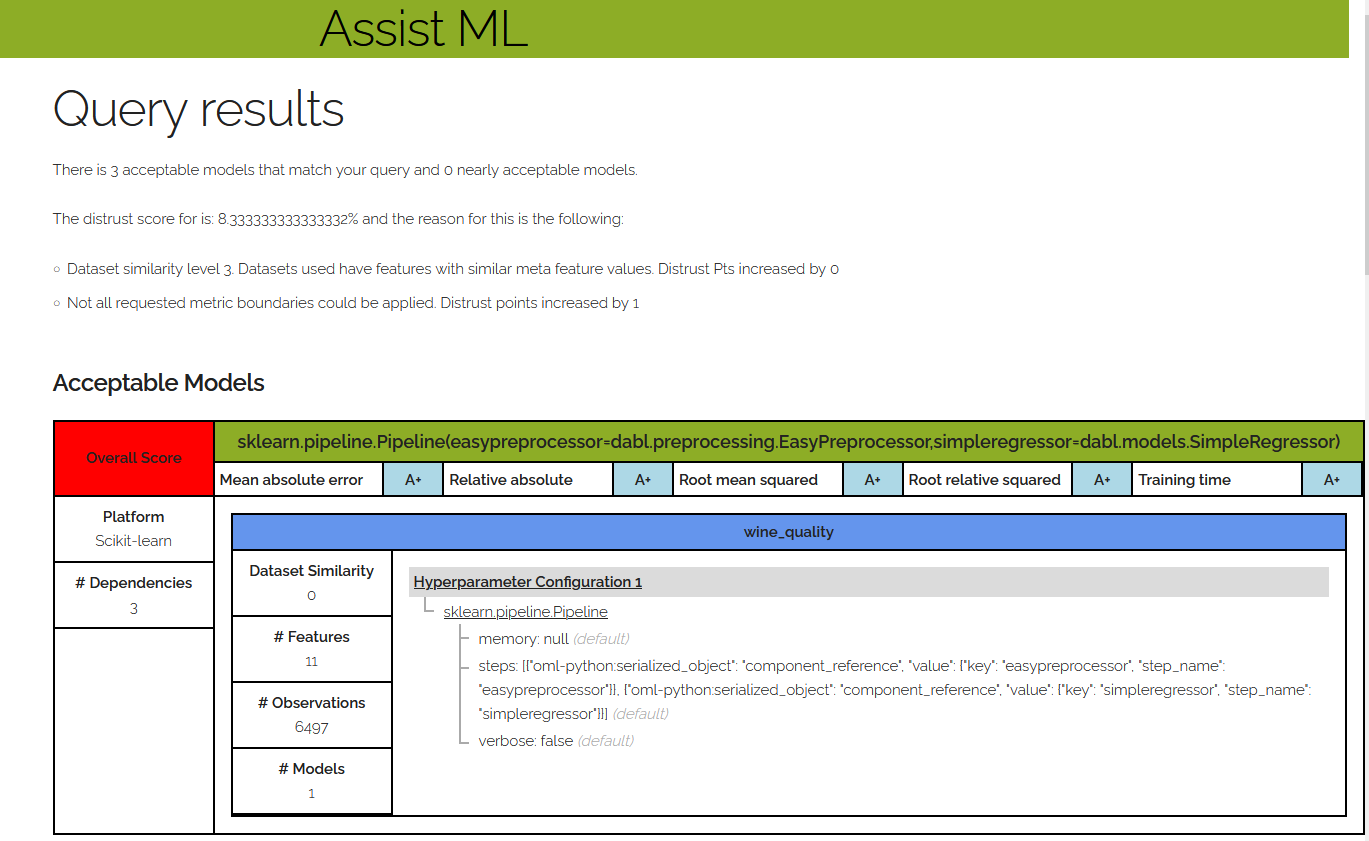 Assist ML
Query results
There is 3 acceptable models that match your query and 0 nearly acceptable models.
The distrust score for is: 8.333333333333332% and the reason for this is the following:
Dataset similarity level 3. Datasets used have features with similar meta feature values. Distrust Pts increased by 0
Not all requested metric boundaries could be applied. Distrust points increased by 1
Acceptable Models
Overall Score
sklearn.pipeline.Pipeline(easypreprocessor=dabl.preprocessing.EasyPreprocessor,simpleregressor=dabl.models.SimpleRegressor)
Mean absolute error A+ Relative absolute A+ Root mean squared A+ Root relative squared A+ Training time A+
Platform
Scikit-learn
# Dependencies
3
wine_quality
Dataset Similarity
0
# Features
11
# Observations
6497
# Models
1
Hyperparameter Configuration 1
sklearn.pipeline.Pipeline
memory: null (default)
steps: [{"oml-python:serialized_object": "component_reference", "value": {"key": "easypreprocessor", "step_name":
"easypreprocessor"}}, {"oml-python:serialized_object": "component_reference", "value": {"key": "simpleregressor", "step_name":
"simpleregressor"}}] (default)
verbose: false (default)